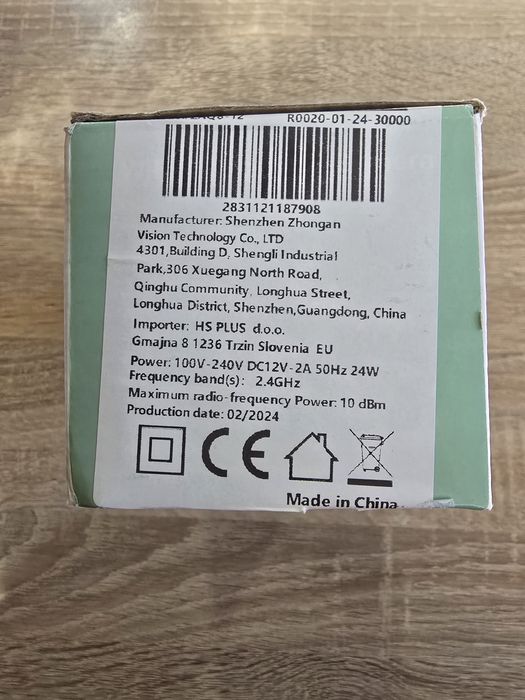 R0020-01-24-30000
2831121187908
Manufacturer: Shenzhen Zhongan
Vision Technology Co., LTD
4301,Building D, Shengli Industrial
Park,306 Xuegang North Road,
Qinghu Community, Longhua Street,
Longhua District, Shenzhen,Guangdong, China
Importer: HS PLUS d.o.o.
Gmajna 8 1236 Trzin Slovenia EU
Power: 100V-240V DC12V-2A 50Hz 24W
Frequency band(s): 2.4GHz
Maximum radio-frequency Power: 10 dBm
Production date: 02/2024
CE
Made in China